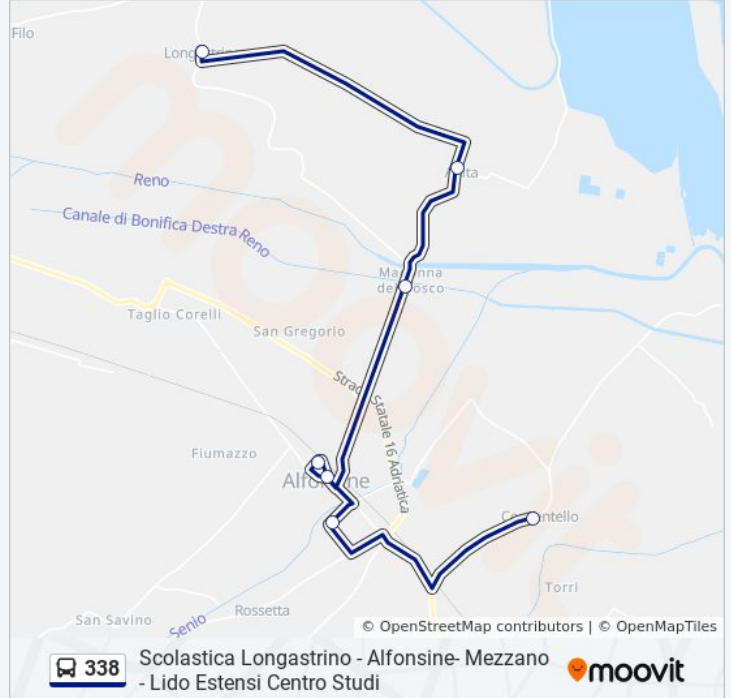 Filo
Reno
Canale di Bonifica Destra Reno
Taglio Corelli
San Gregorio
Strada Statale 16 Adriatica
Fiumazzo
Alfonsine
Torri
Rossetta
San Savino
Senio
moovit
© OpenStreetMap contributors | © OpenMapTiles
338
Scolastica Longastrino - Alfonsine- Mezzano
- Lido Estensi Centro Studi
moovit